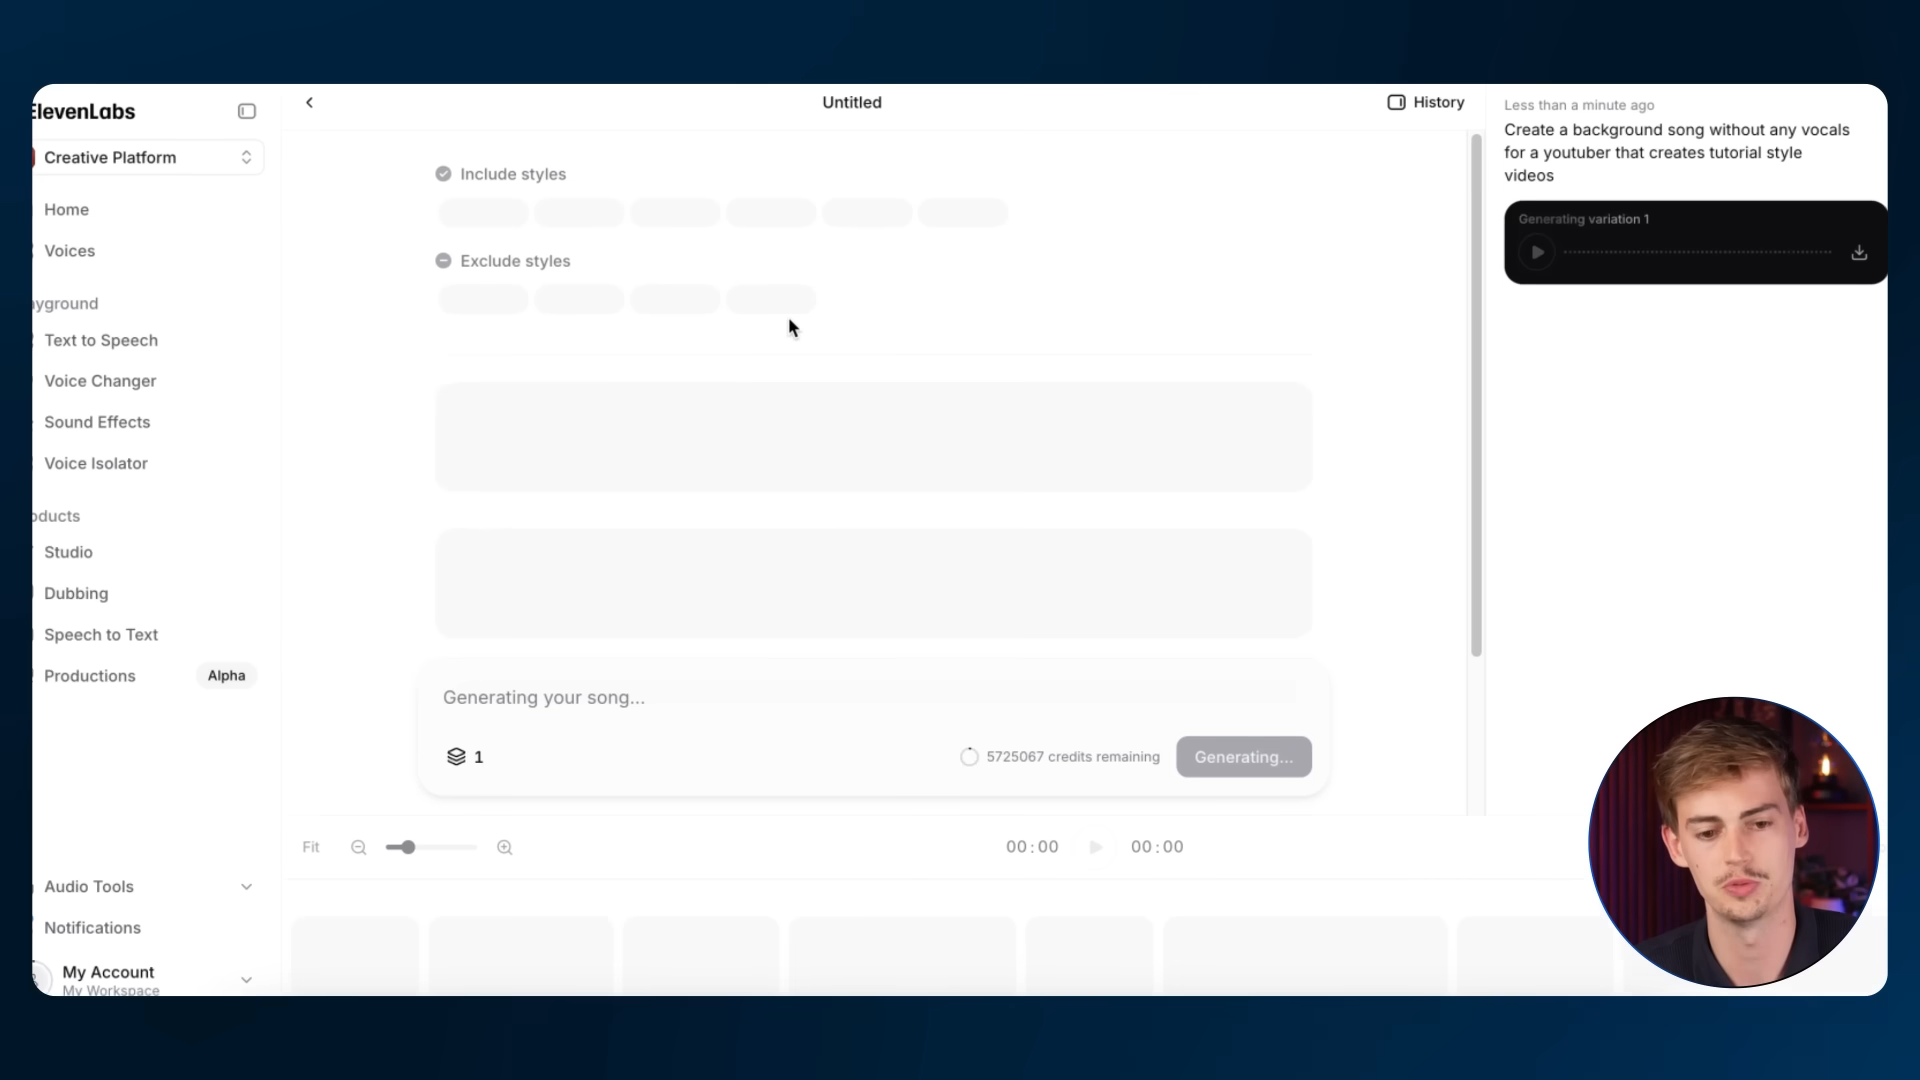 ElevenLabs
Creative Platform
Home
Voices
yground
Text to Speech
Voice Changer
Sound Effects
Voice Isolator
oducts
Studio
Dubbing
Speech to Text
Productions
Alpha
Audio Tools
Notifications
My Account
My Workspace
Untitled
History
Include styles
Exclude styles
Generating your song...
1
5725067 credits remaining
Generating...
Fit
00:00
00:00
Less than a minute ago
Create a background song without any vocals
for a youtuber that creates tutorial style
videos
Generating variation 1